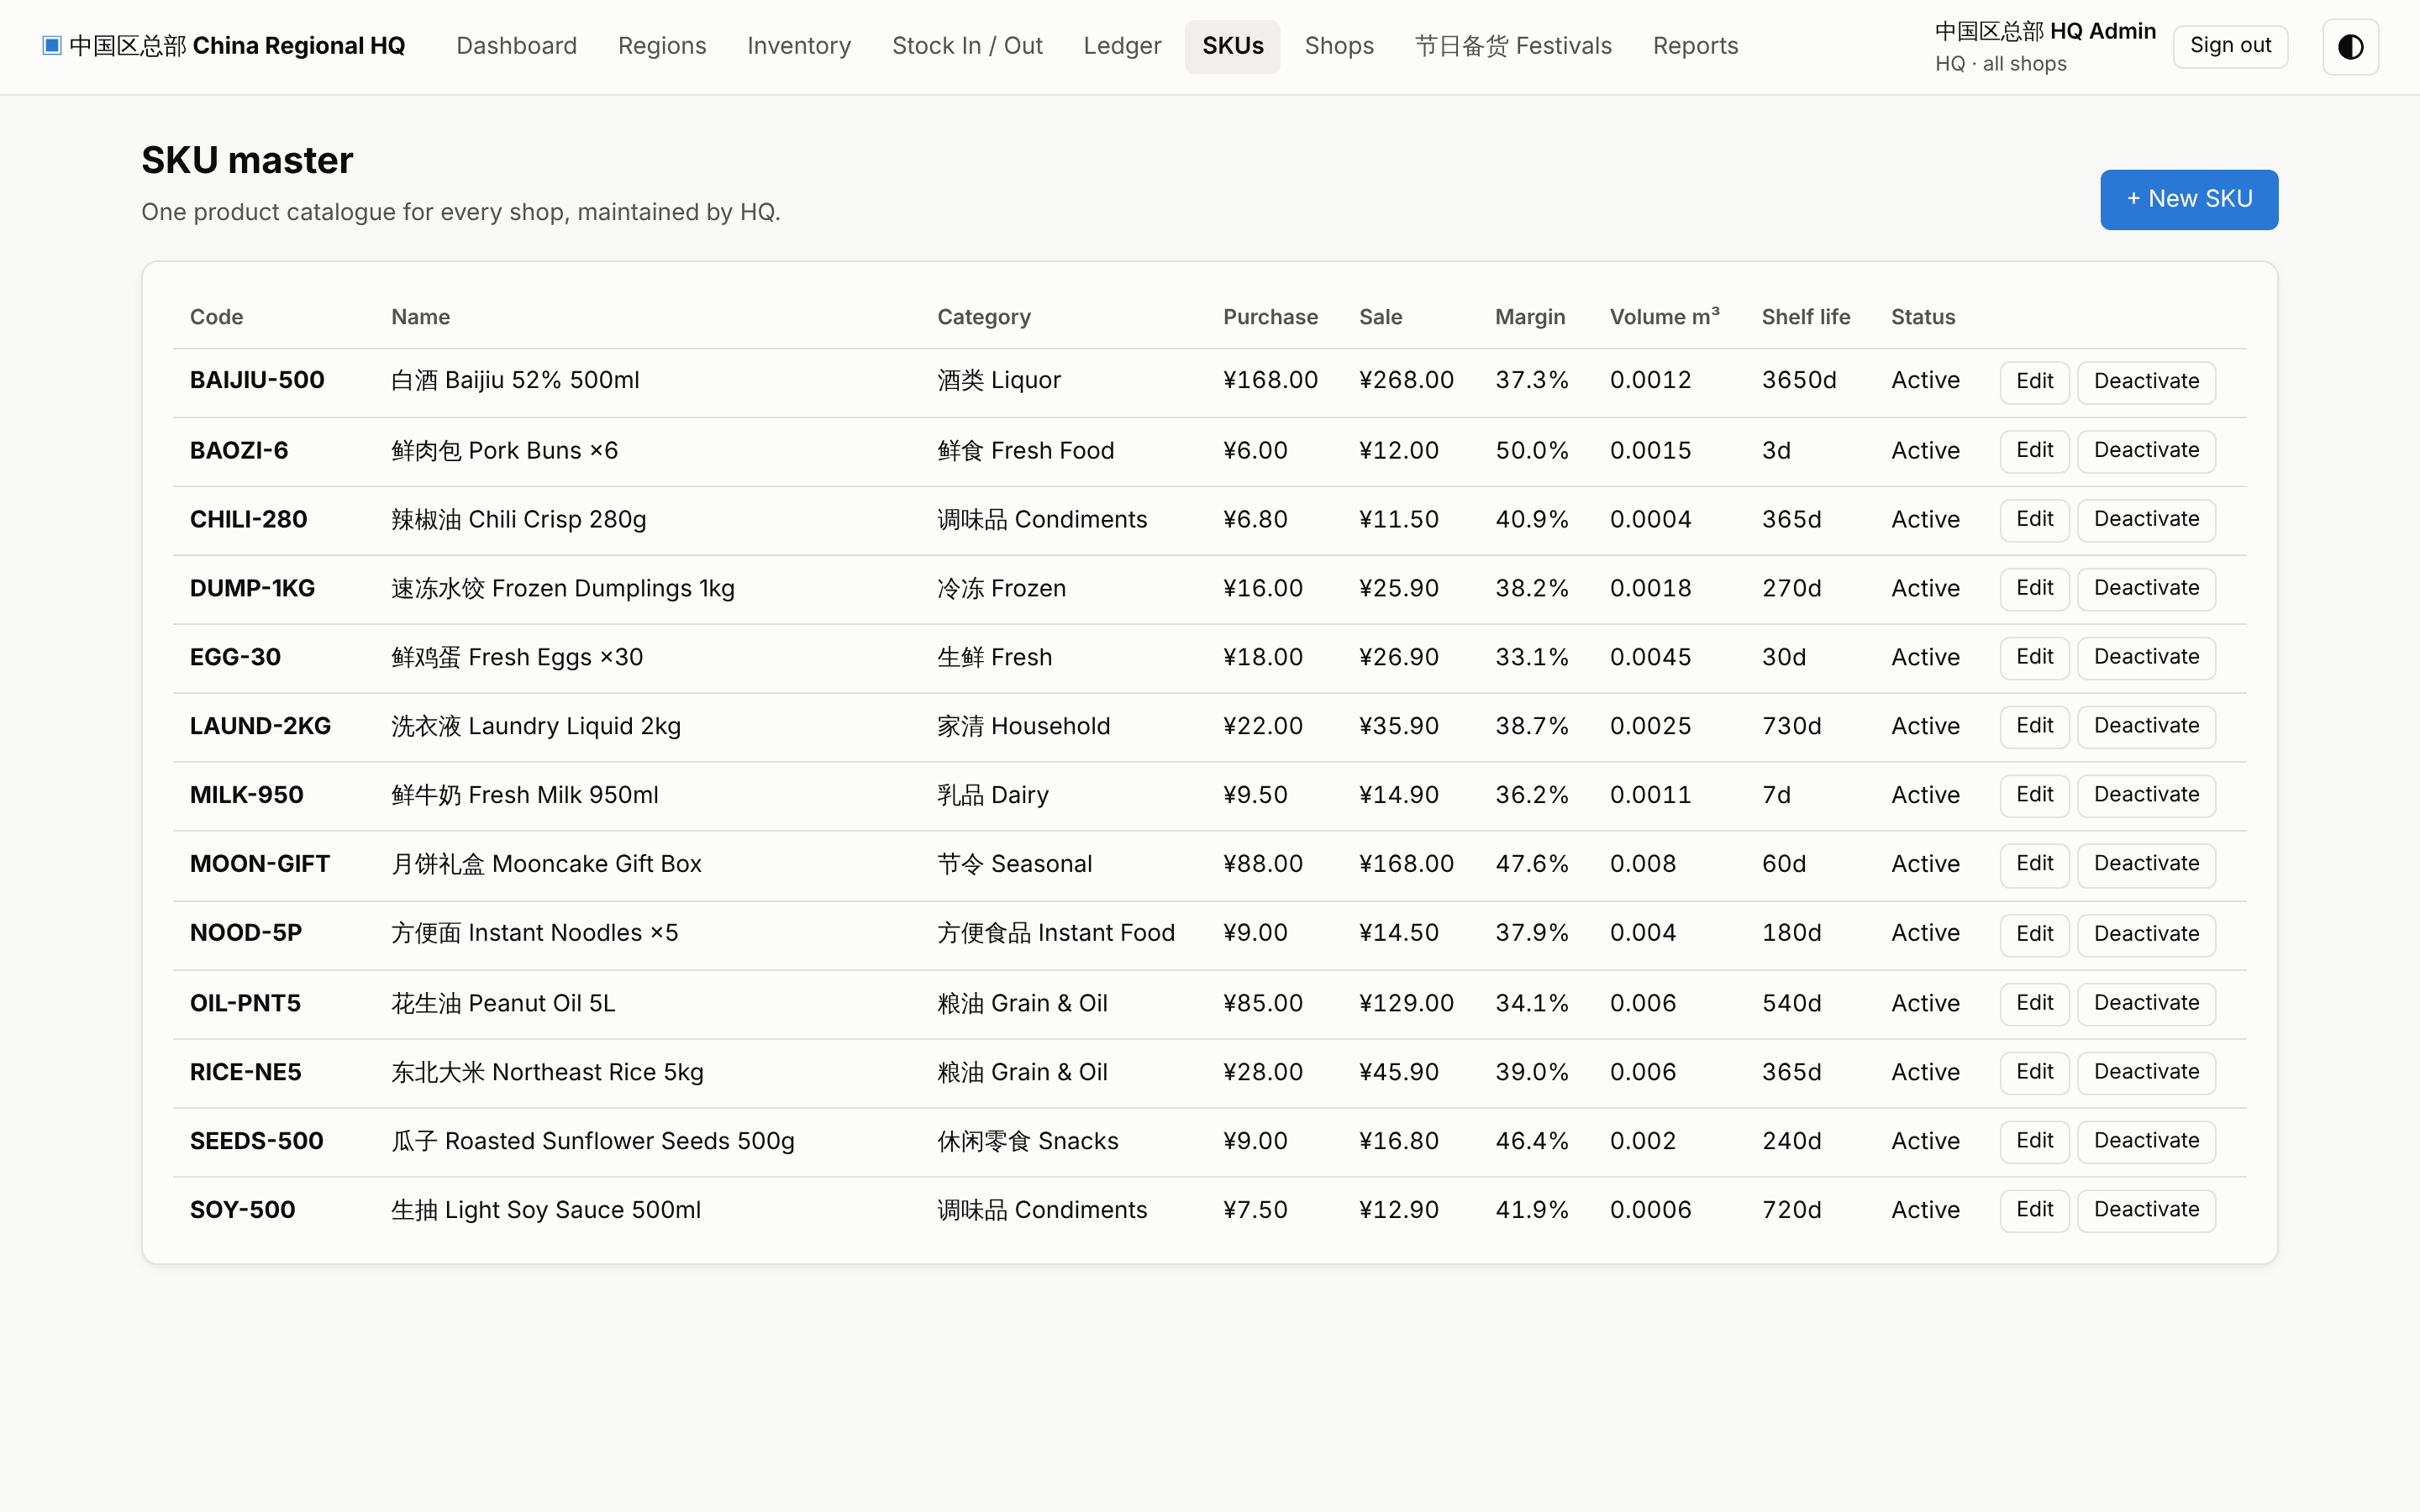 中国区总部 China Regional HQ Dashboard Regions Inventory Stock In / Out Ledger SKUs Shops 节日备货 Festivals Reports 中国区总部 HQ Admin Sign out
HQ · all shops
SKU master
One product catalogue for every shop, maintained by HQ.
+ New SKU
Code Name Category Purchase Sale Margin Volume m³ Shelf life Status
BAIJIU-500 白酒 Baijiu 52% 500ml 酒类 Liquor ¥168.00 ¥268.00 37.3% 0.0012 3650d Active Edit Deactivate
BAOZI-6 鲜肉包 Pork Buns ×6 鲜食 Fresh Food ¥6.00 ¥12.00 50.0% 0.0015 3d Active Edit Deactivate
CHILI-280 辣椒油 Chili Crisp 280g 调味品 Condiments ¥6.80 ¥11.50 40.9% 0.0004 365d Active Edit Deactivate
DUMP-1KG 速冻水饺 Frozen Dumplings 1kg 冷冻 Frozen ¥16.00 ¥25.90 38.2% 0.0018 270d Active Edit Deactivate
EGG-30 鲜鸡蛋 Fresh Eggs ×30 生鲜 Fresh ¥18.00 ¥26.90 33.1% 0.0045 30d Active Edit Deactivate
LAUND-2KG 洗衣液 Laundry Liquid 2kg 家清 Household ¥22.00 ¥35.90 38.7% 0.0025 730d Active Edit Deactivate
MILK-950 鲜牛奶 Fresh Milk 950ml 乳品 Dairy ¥9.50 ¥14.90 36.2% 0.0011 7d Active Edit Deactivate
MOON-GIFT 月饼礼盒 Mooncake Gift Box 节令 Seasonal ¥88.00 ¥168.00 47.6% 0.008 60d Active Edit Deactivate
NOOD-5P 方便面 Instant Noodles ×5 方便食品 Instant Food ¥9.00 ¥14.50 37.9% 0.004 180d Active Edit Deactivate
OIL-PNT5 花生油 Peanut Oil 5L 粮油 Grain & Oil ¥85.00 ¥129.00 34.1% 0.006 540d Active Edit Deactivate
RICE-NE5 东北大米 Northeast Rice 5kg 粮油 Grain & Oil ¥28.00 ¥45.90 39.0% 0.006 365d Active Edit Deactivate
SEEDS-500 瓜子 Roasted Sunflower Seeds 500g 休闲零食 Snacks ¥9.00 ¥16.80 46.4% 0.002 240d Active Edit Deactivate
SOY-500 生抽 Light Soy Sauce 500ml 调味品 Condiments ¥7.50 ¥12.90 41.9% 0.0006 720d Active Edit Deactivate